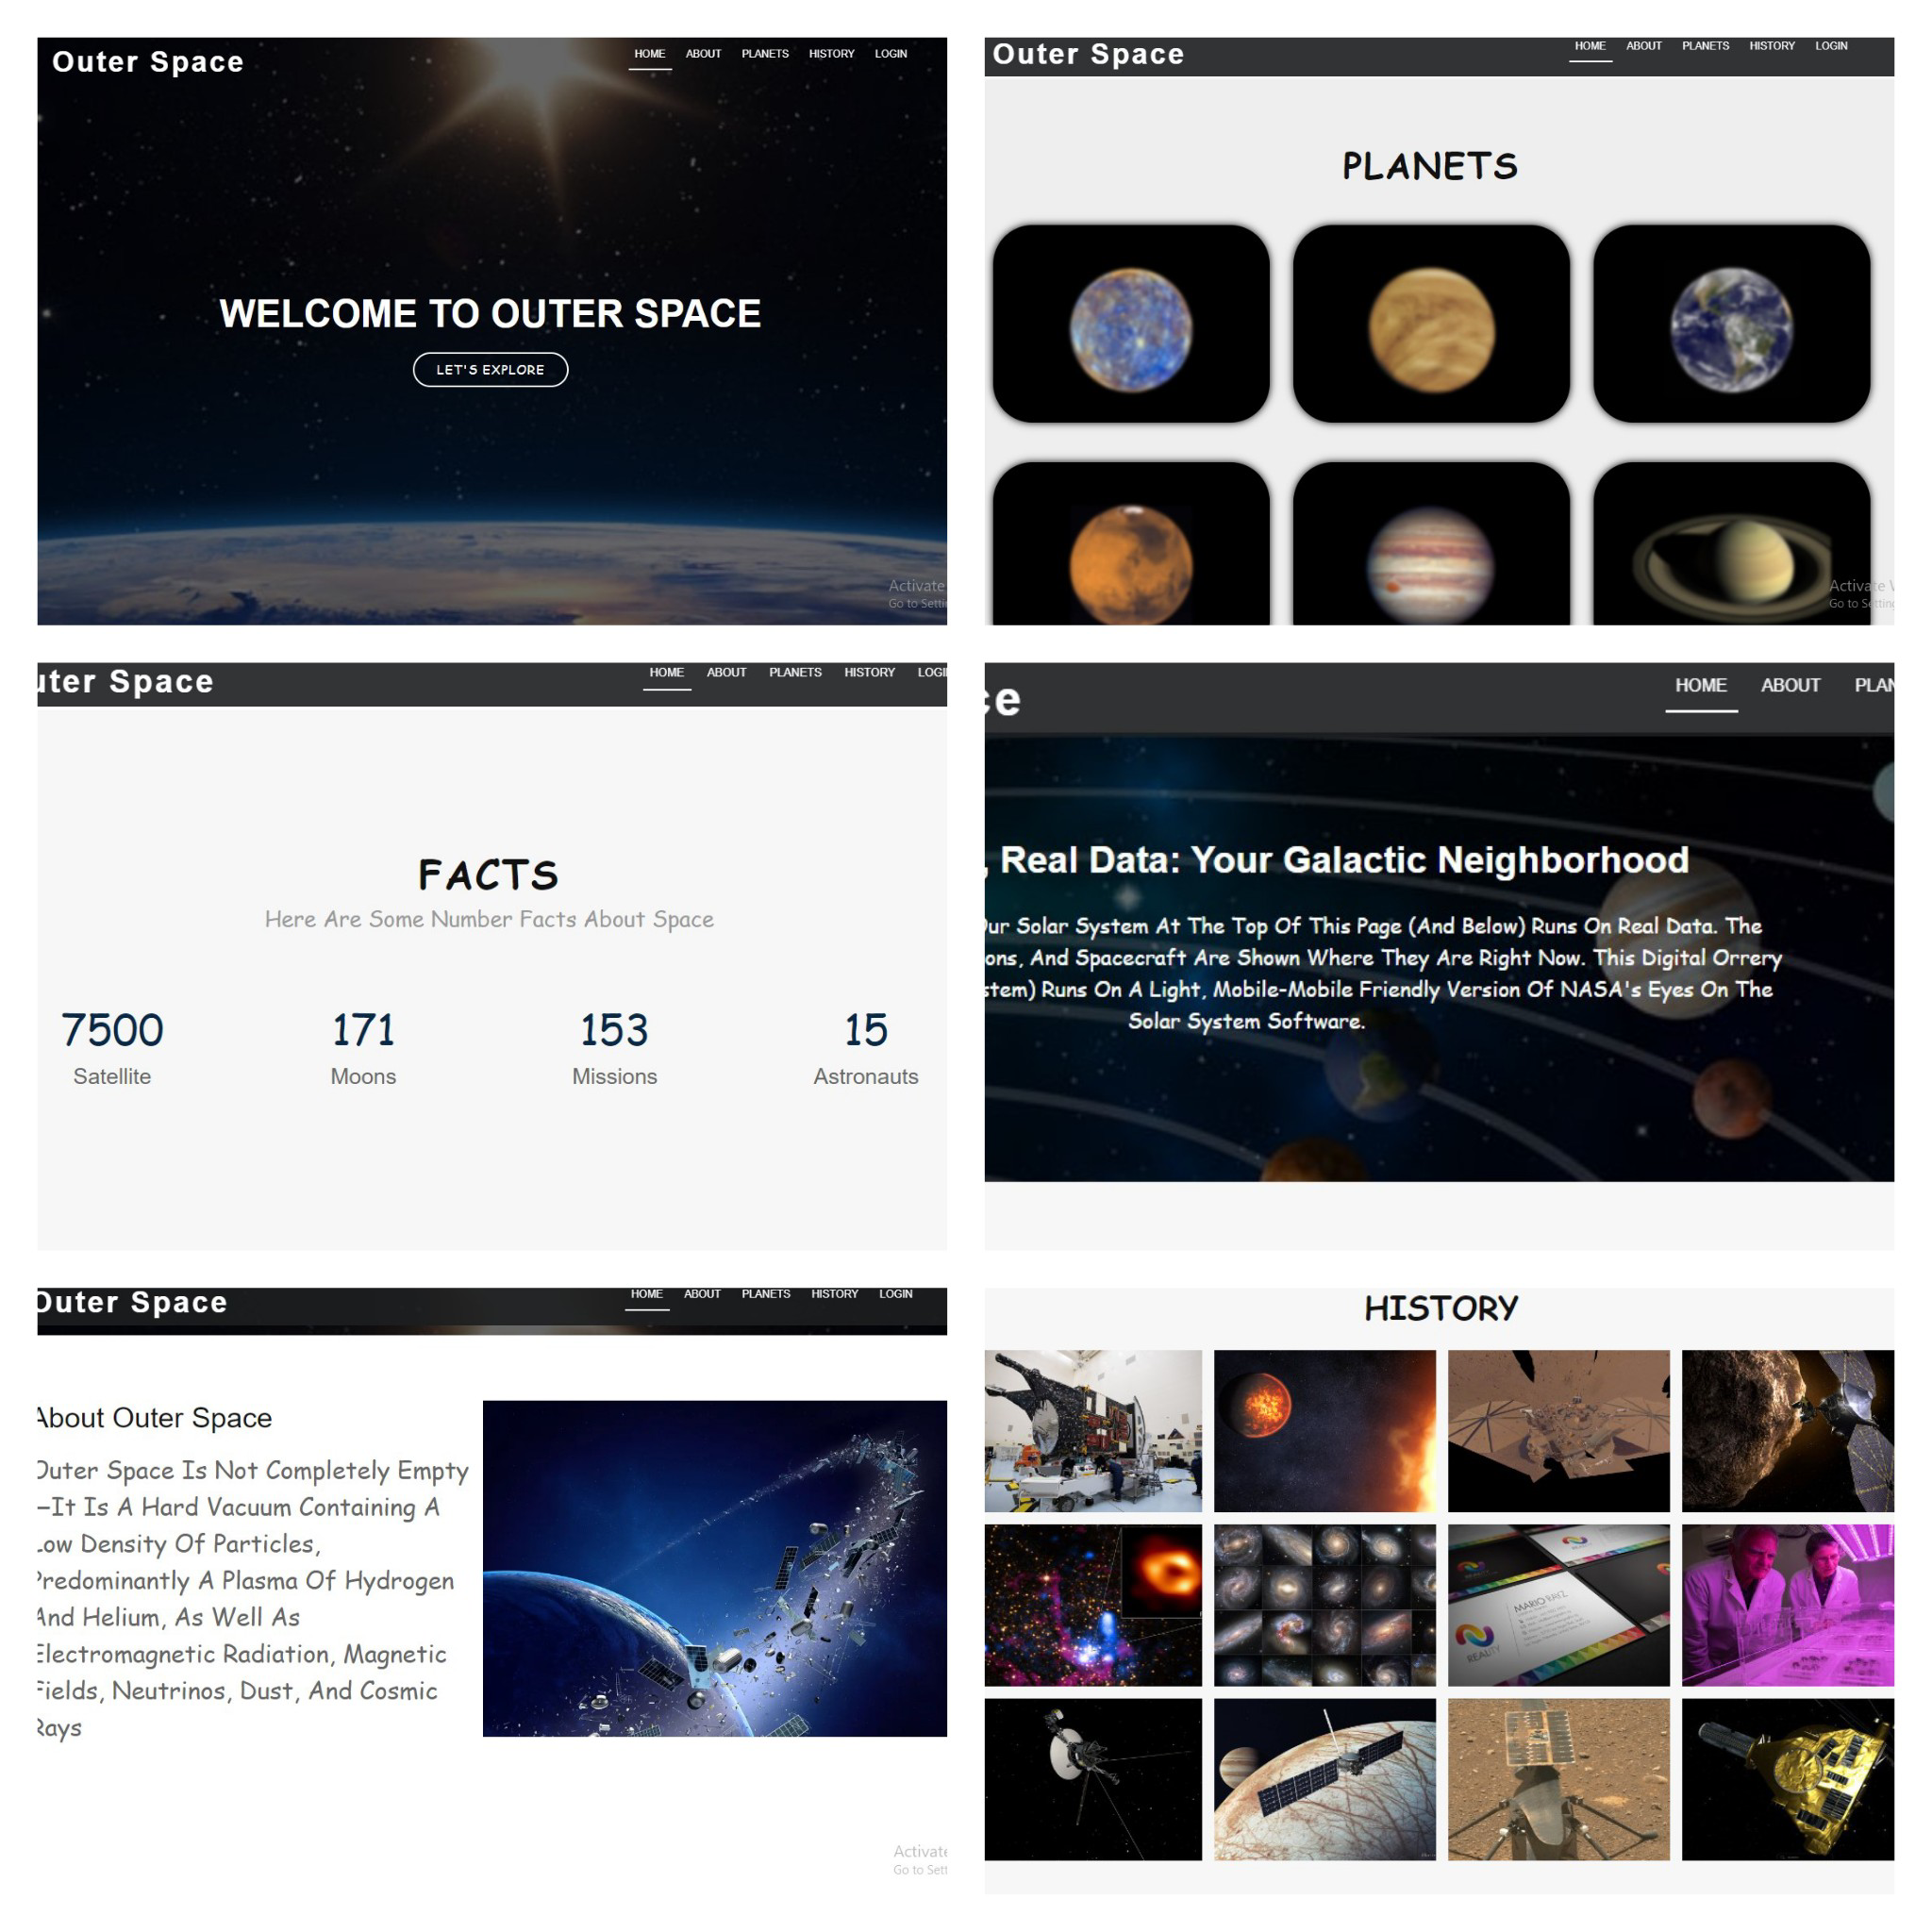 Outer Space
HOME ABOUT PLANETS HISTORY LOGIN
WELCOME TO OUTER SPACE
LET'S EXPLORE
Activate
Go to Settin
Outer Space
HOME ABOUT PLANETS HISTORY LOGIN
PLANETS
Activate W
Go to Setting
uter Space
HOME ABOUT PLANETS HISTORY LOGI
FACTS
Here Are Some Number Facts About Space
7500 171 153 15
Satellite Moons Missions Astronauts
ce
HOME ABOUT PLAN
, Real Data: Your Galactic Neighborhood
Our Solar System At The Top Of This Page (And Below) Runs On Real Data. The
ons, And Spacecraft Are Shown Where They Are Right Now. This Digital Orrery
stem) Runs On A Light, Mobile-Mobile Friendly Version Of NASA's Eyes On The
Solar System Software.
Outer Space
HOME ABOUT PLANETS HISTORY LOGIN
About Outer Space
Outer Space Is Not Completely Empty
—It Is A Hard Vacuum Containing A
Low Density Of Particles,
Predominantly A Plasma Of Hydrogen
And Helium, As Well As
Electromagnetic Radiation, Magnetic
Fields, Neutrinos, Dust, And Cosmic
Rays
Activate
Go to Sett
HISTORY
MARIO RAYZ
REALITY